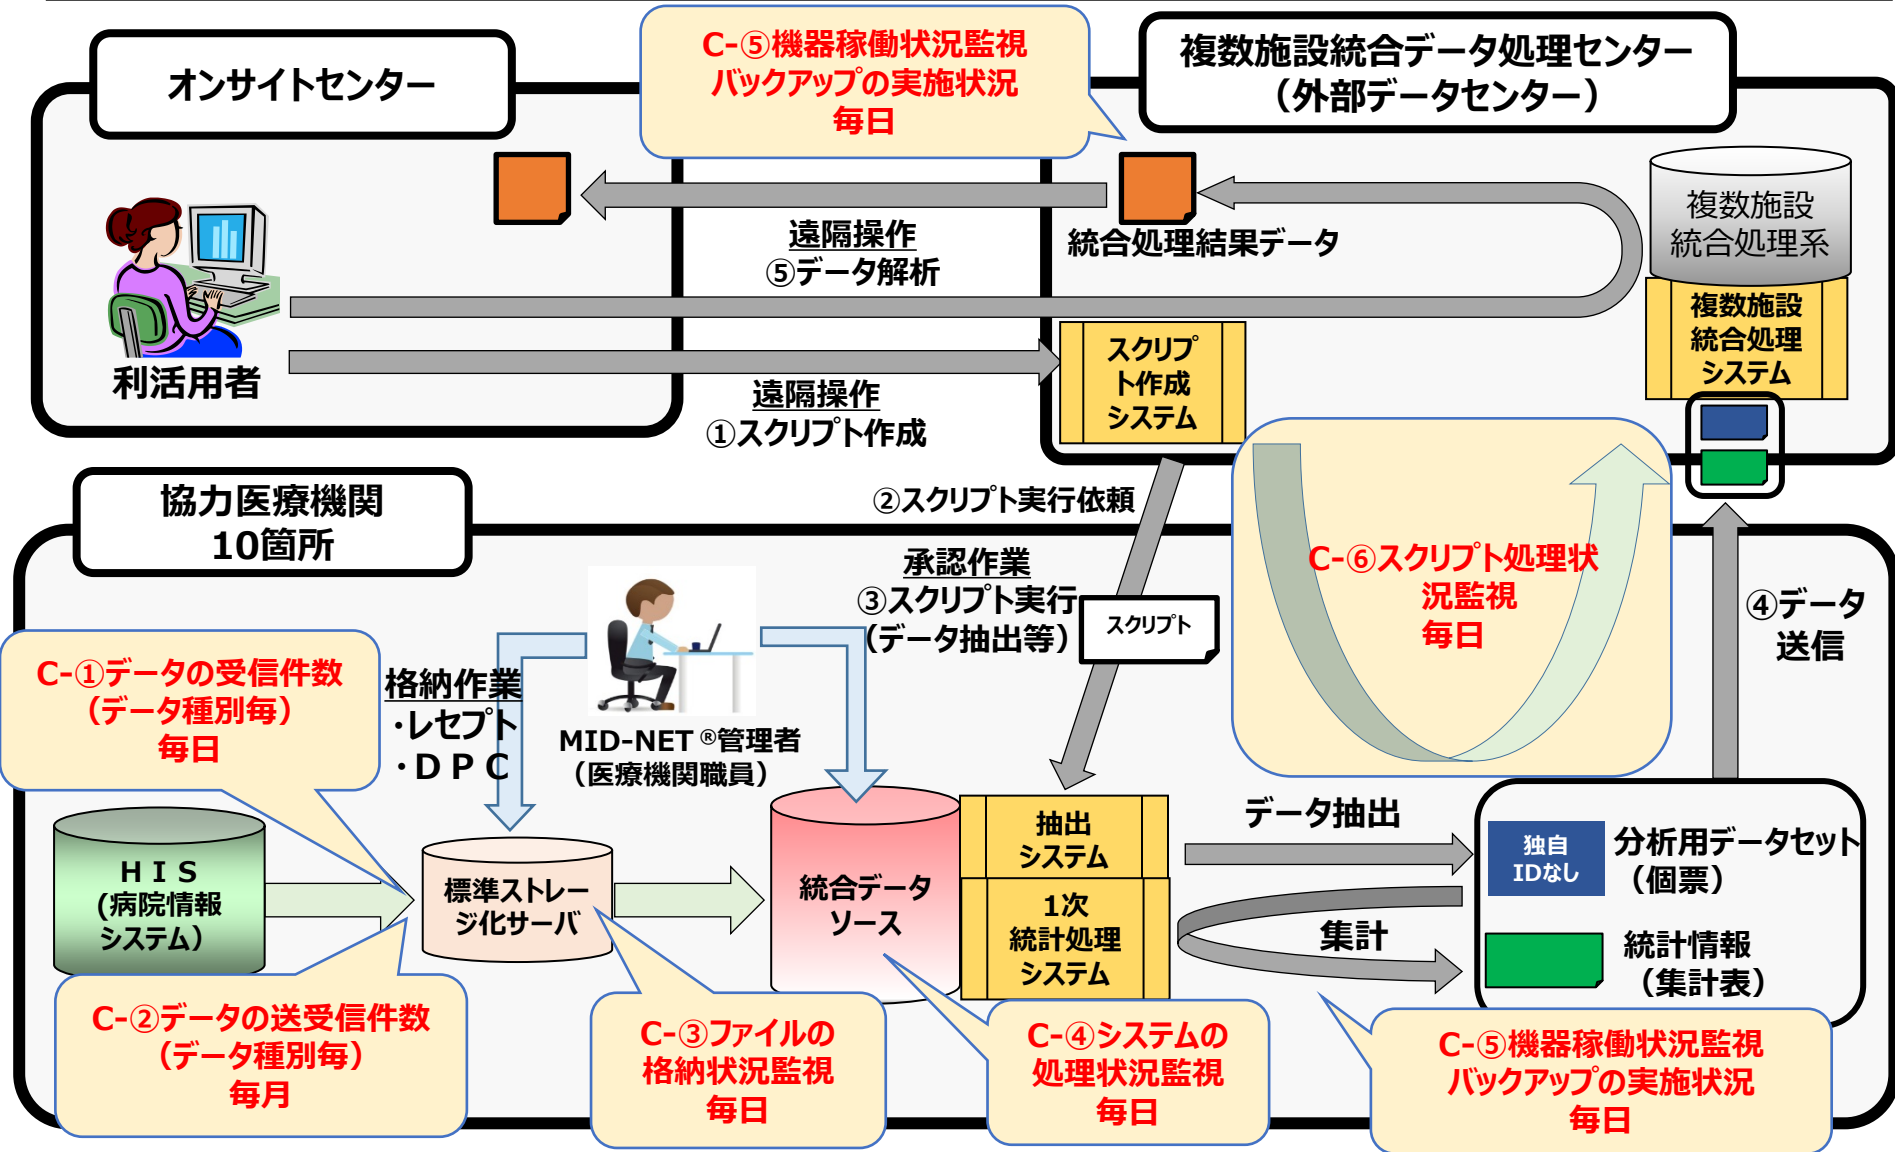 オンサイトセンター
C-⑤機器稼働状況監視
バックアップの実施状況
毎日
複数施設統合データ処理センター
（外部データセンター）
遠隔操作
⑤データ解析
統合処理結果データ
複数施設
統合処理系
複数施設
統合処理
システム
利活用者
遠隔操作
①スクリプト作成
スクリプ
ト作成
システム
協力医療機関
10箇所
②スクリプト実行依頼
承認作業
③スクリプト実行
（データ抽出等）
スクリプト
C-⑥スクリプト処理状
況監視
毎日
④データ
送信
C-①データの受信件数
（データ種別毎）
毎日
格納作業
・レセプト
・ＤＰＣ
MID-NET®管理者
（医療機関職員）
ＨＩＳ
(病院情報
システム）
標準ストレー
ジ化サーバ
統合データ
ソース
抽出
システム
1次
統計処理
システム
データ抽出
集計
独自
IDなし
分析用データセット
（個票）
統計情報
（集計表）
C-②データの送受信件数
（データ種別毎）
毎月
C-③ファイルの
格納状況監視
毎日
C-④システムの
処理状況監視
毎日
C-⑤機器稼働状況監視
バックアップの実施状況
毎日